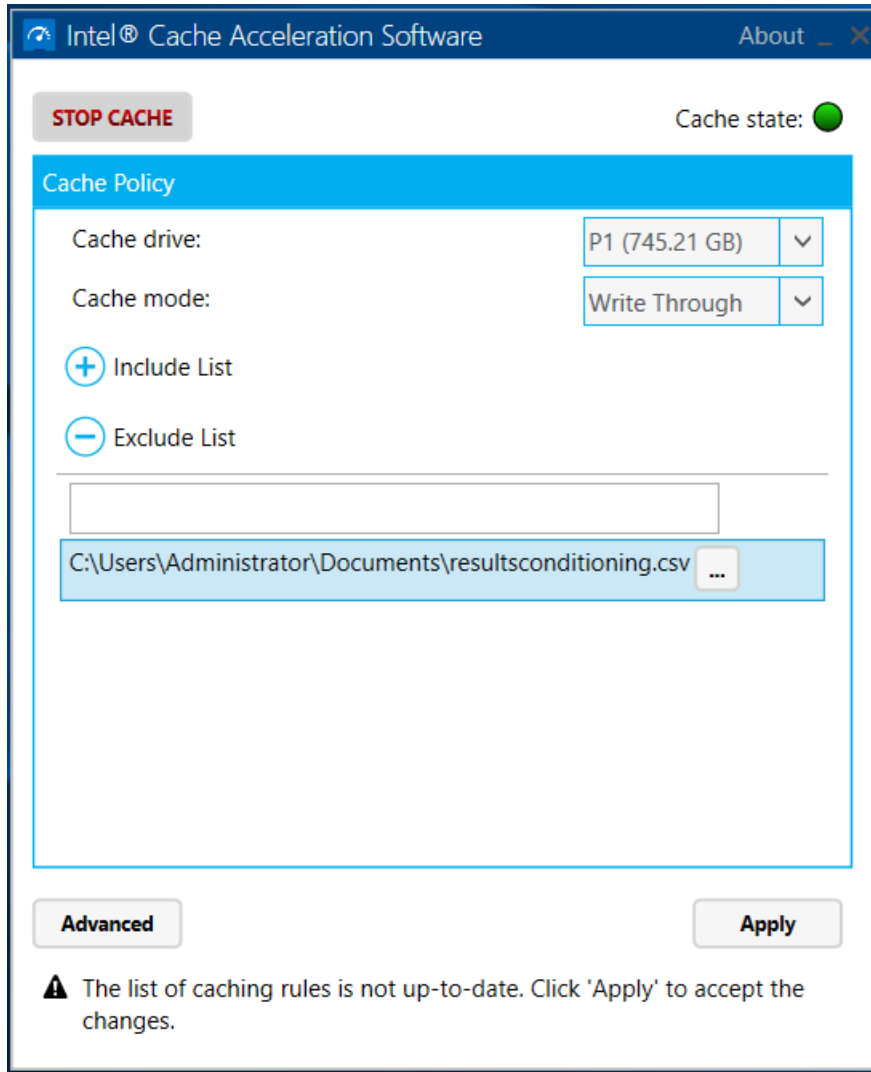 Intel® Cache Acceleration Software
About
STOP CACHE
Cache state:
Cache Policy
Cache drive:
P1 (745.21 GB)
Cache mode:
Write Through
Include List
Exclude List
C:\Users\Administrator\Documents\resultsconditioning.csv
...
Advanced
Apply
The list of caching rules is not up-to-date. Click 'Apply' to accept the
changes.